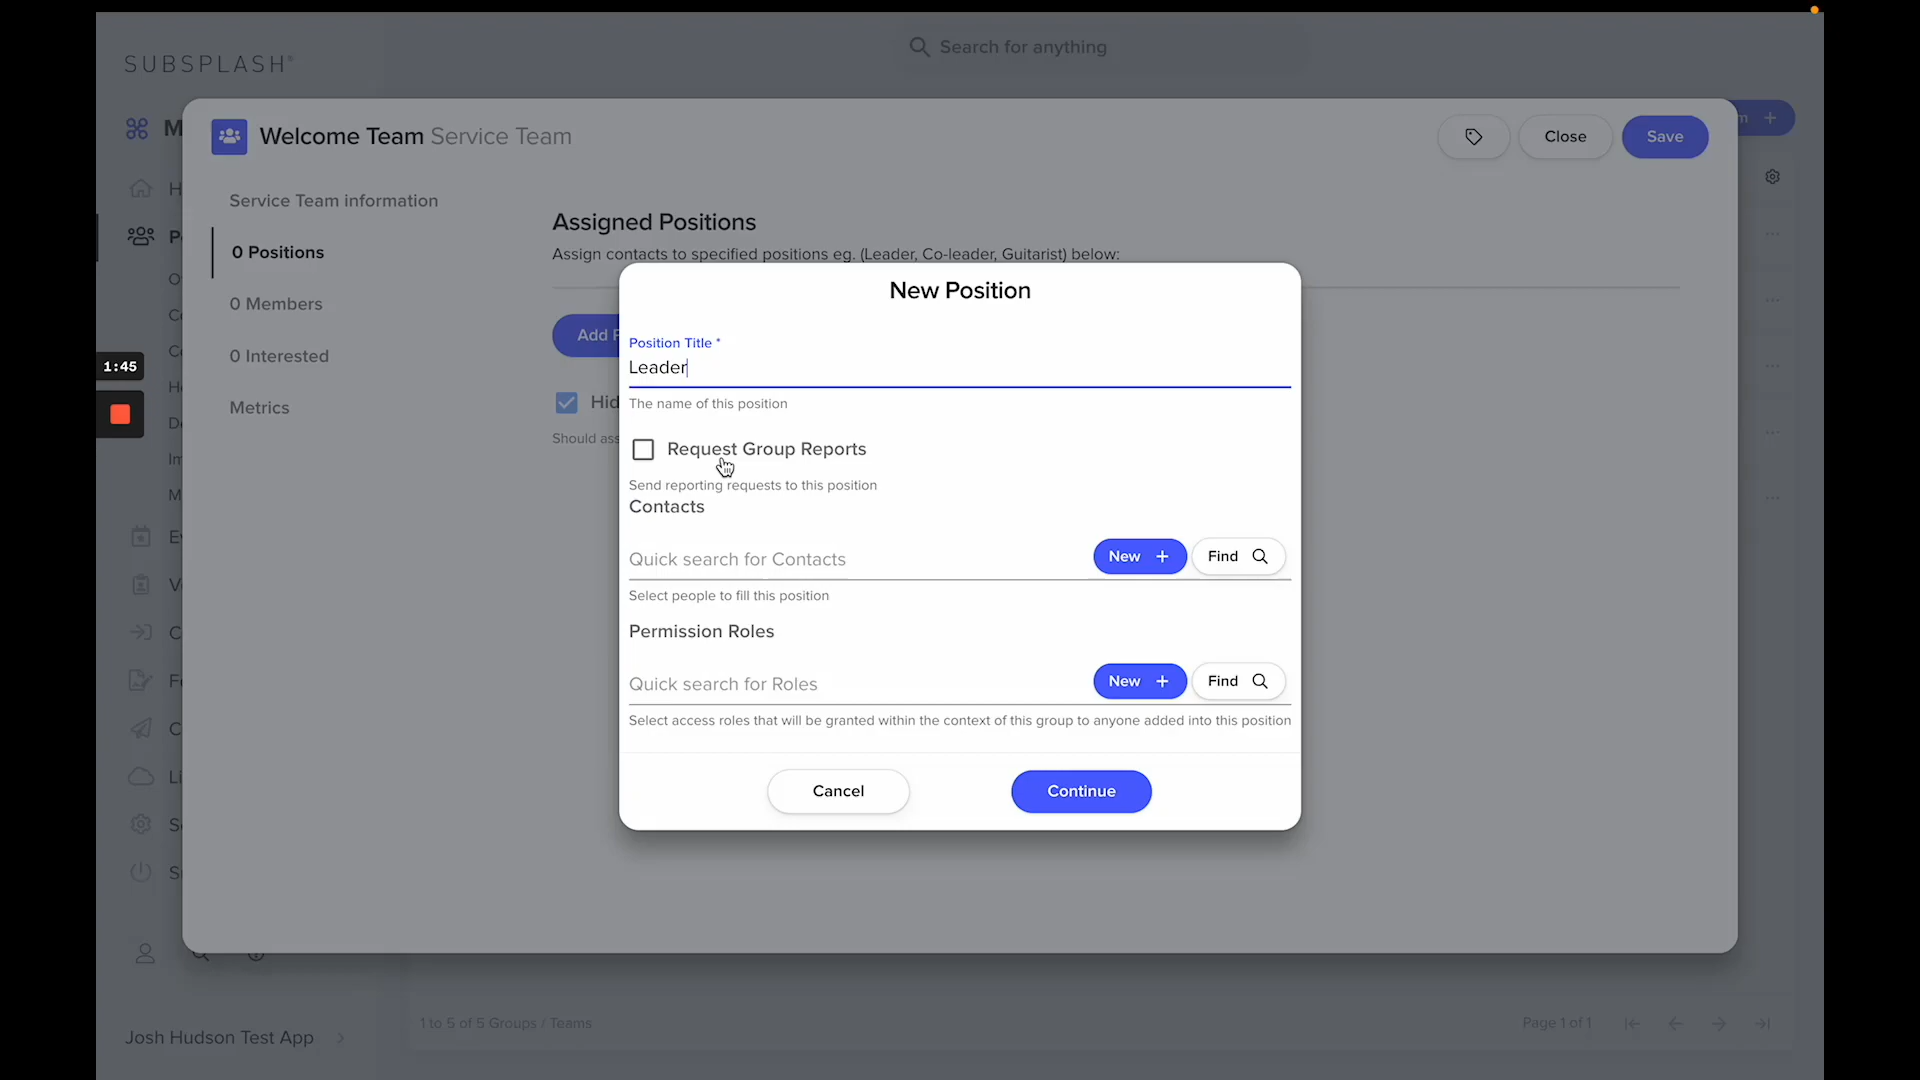 SUBSPLASH®
Search for anything
Welcome Team Service Team
Close
Save
Service Team information
0 Positions
0 Members
0 Interested
Metrics
Assigned Positions
Assign contacts to specified positions eg. (Leader, Co-leader, Guitarist) below:
New Position
Position Title *
Leader
The name of this position
Request Group Reports
Send reporting requests to this position
Contacts
Quick search for Contacts
New +
Find
Select people to fill this position
Permission Roles
Quick search for Roles
New +
Find
Select access roles that will be granted within the context of this group to anyone added into this position
Cancel
Continue
Add
Should
1:45
Josh Hudson Test App
1 to 5 of 5 Groups / Teams
Page 1 of 1